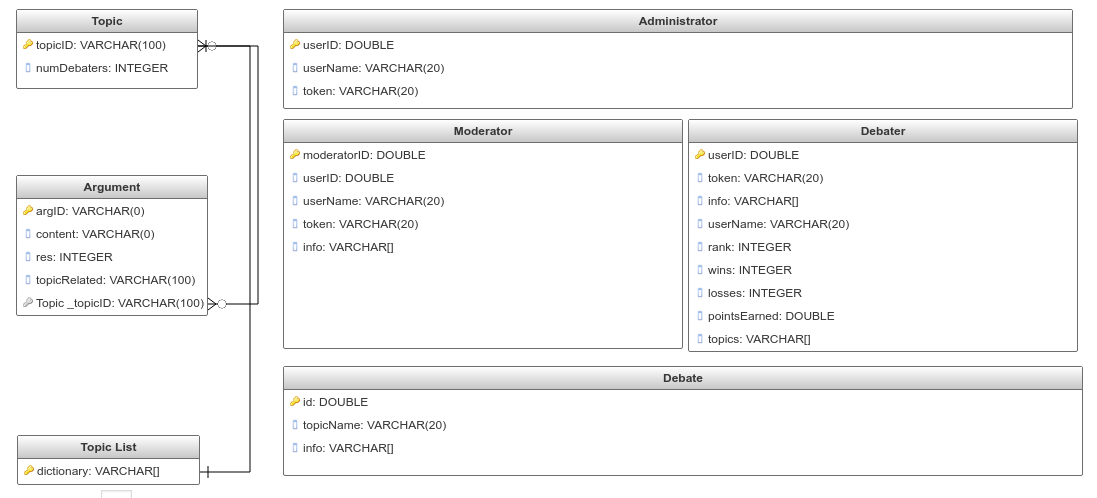 Topic
topicID: VARCHAR(100)
numDebaters: INTEGER
Administrator
userID: DOUBLE
userName: VARCHAR(20)
token: VARCHAR(20)
Moderator
moderatorID: DOUBLE
userID: DOUBLE
userName: VARCHAR(20)
token: VARCHAR(20)
info: VARCHAR[]
Debater
userID: DOUBLE
token: VARCHAR(20)
info: VARCHAR[]
userName: VARCHAR(20)
rank: INTEGER
wins: INTEGER
losses: INTEGER
pointsEarned: DOUBLE
topics: VARCHAR[]
Argument
argID: VARCHAR(0)
content: VARCHAR(0)
res: INTEGER
topicRelated: VARCHAR(100)
Topic _topicID: VARCHAR(100)
Debate
id: DOUBLE
topicName: VARCHAR(20)
info: VARCHAR[]
Topic List
dictionary: VARCHAR[]